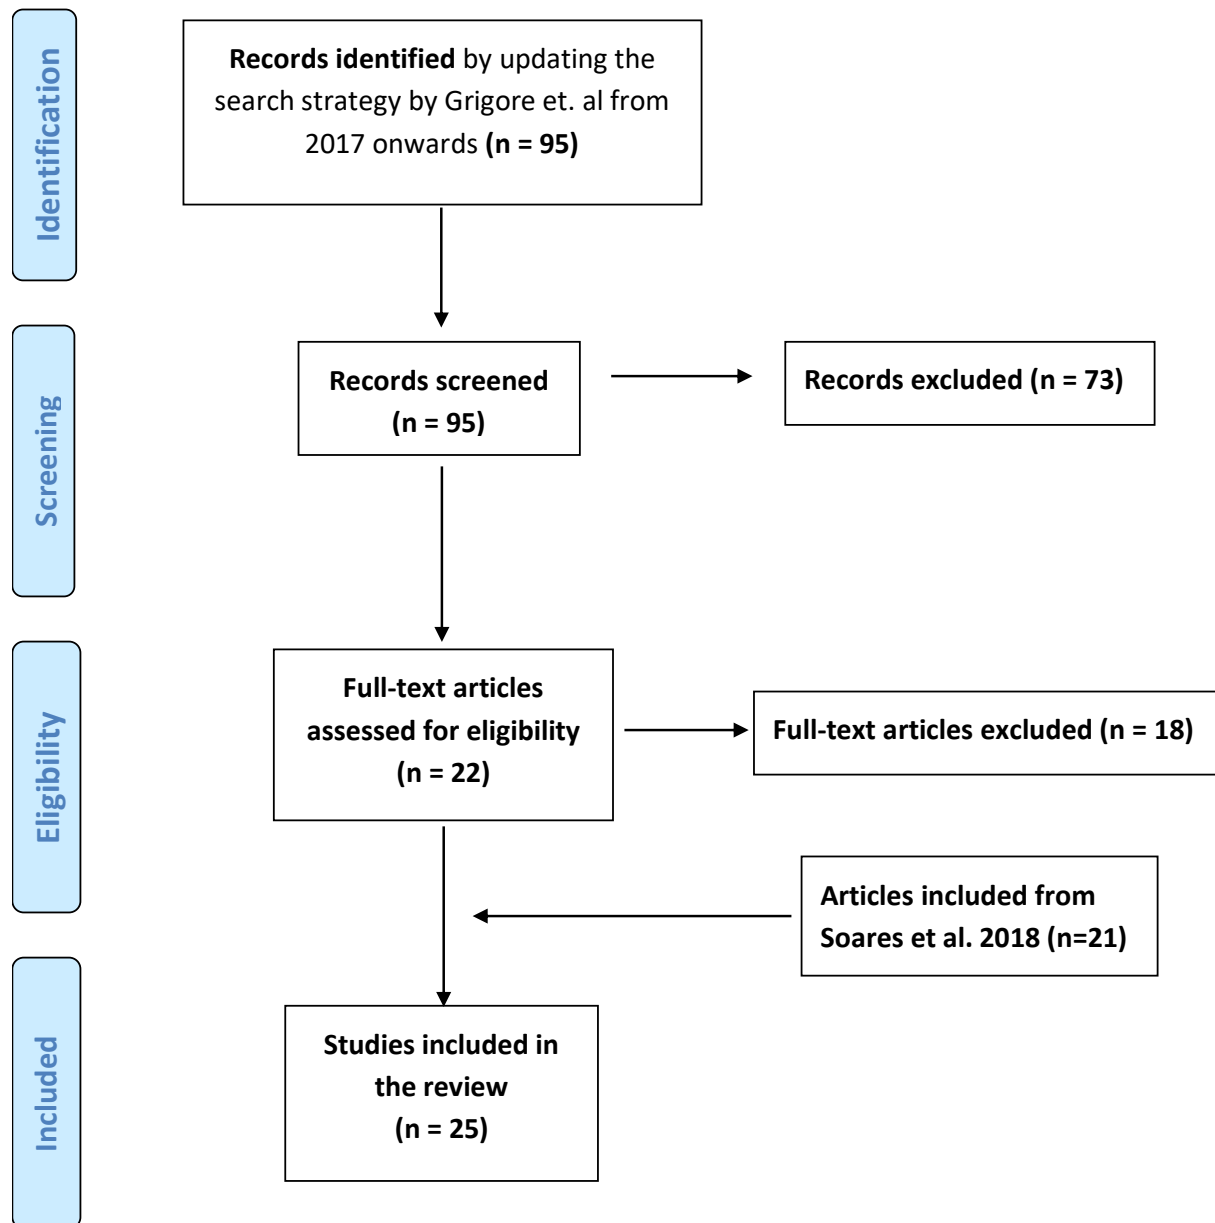 Identification
Records identified by updating the
search strategy by Grigore et. al from
2017 onwards (n = 95)
Screening
Records screened
(n = 95)
Records excluded (n = 73)
Eligibility
Full-text articles
assessed for eligibility
(n = 22)
Full-text articles excluded (n = 18)
Articles included from
Soares et al. 2018 (n=21)
Included
Studies included in
the review
(n = 25)